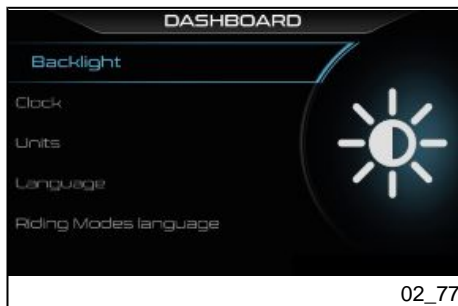 DASHBOARD
Backlight
Clock
Units
Language
Riding Modes language
02_77